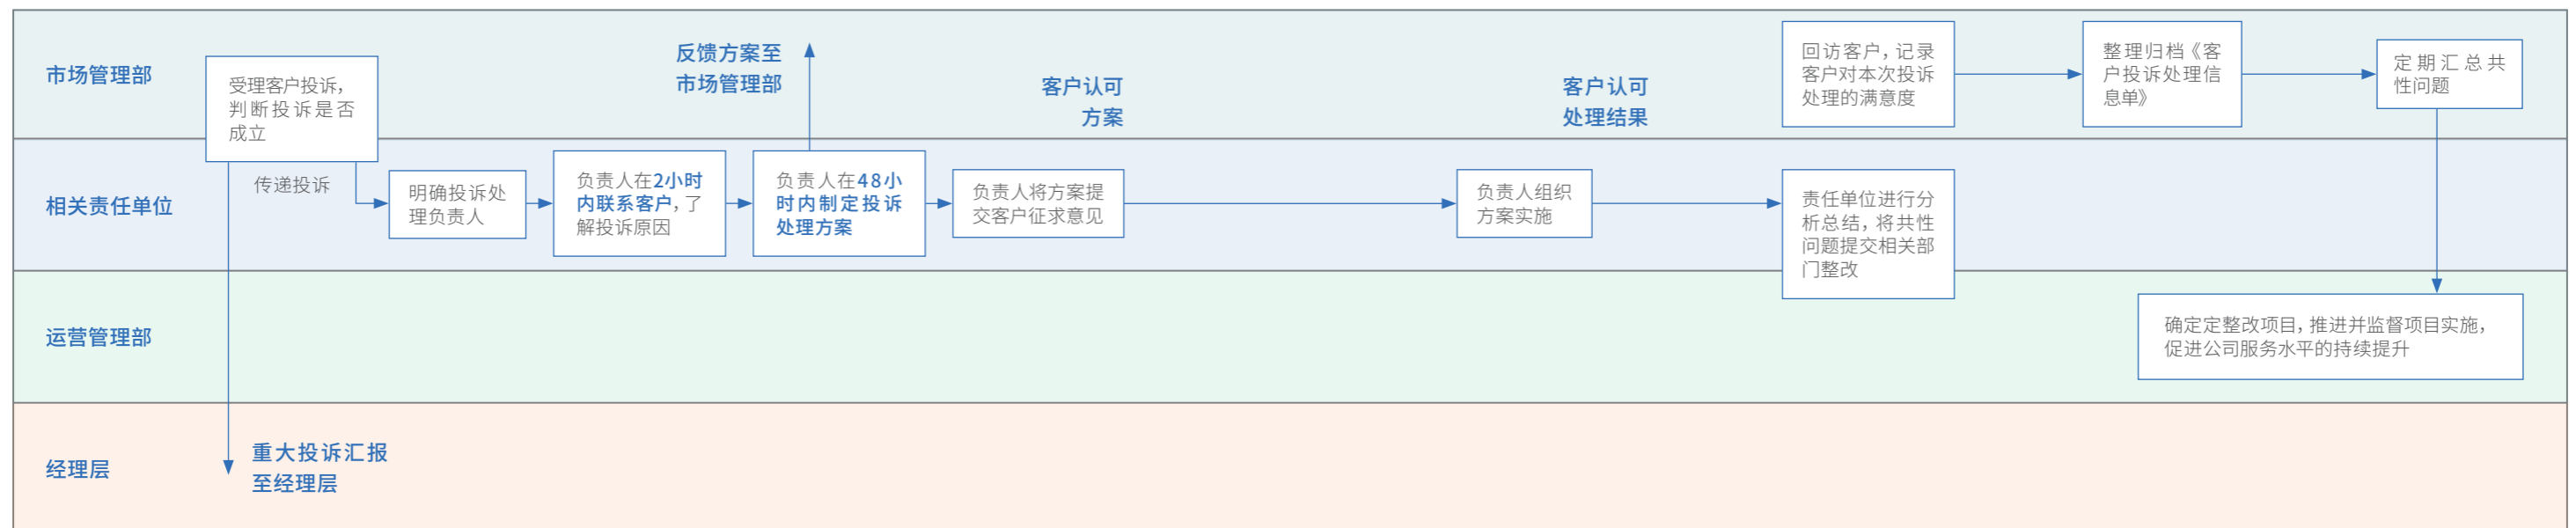 市场管理部
受理客户投诉，
判断投诉是否
成立
反馈方案至
市场管理部
客户认可
方案
客户认可
处理结果
回访客户，记录
客户对本次投诉
处理的满意度
整理归档《客
户投诉处理信
息单》
定期汇总共
性问题
相关责任单位
传递投诉
明确投诉处
理负责人
负责人在2小时
内联系客户，了
解投诉原因
负责人在48小
时内制定投诉
处理方案
负责人将方案提
交客户征求意见
负责人组织
方案实施
责任单位进行分
析总结，将共性
问题提交相关部
门整改
运营管理部
确定定整改项目，推进并监督项目实施，
促进公司服务水平的持续提升
经理层
重大投诉汇报
至经理层